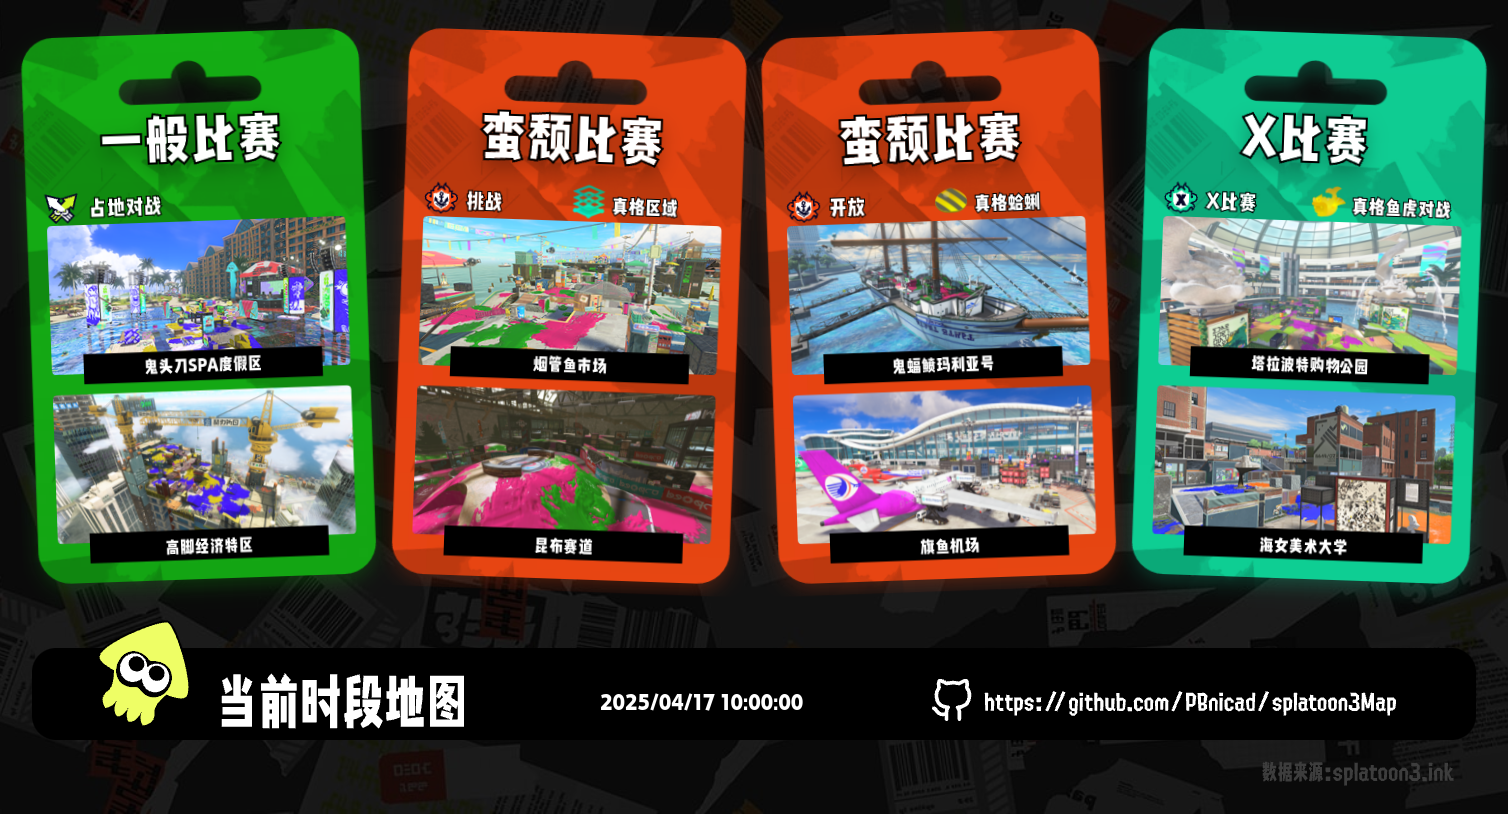 一般比赛
占地对战
鬼头刀SPA度假区
高脚经济特区
蛮颓比赛
挑战
真格区域
烟管鱼市场
昆布赛道
蛮颓比赛
开放
真格蛤蜊
鬼蝠鲼玛利亚号
旗鱼机场
X比赛
X比赛
真格鱼虎对战
塔拉波特购物公园
海女美术大学
当前时段地图
2025/04/17 10:00:00
https://github.com/PBnicad/splatoon3Map
数据来源:splatoon3.ink